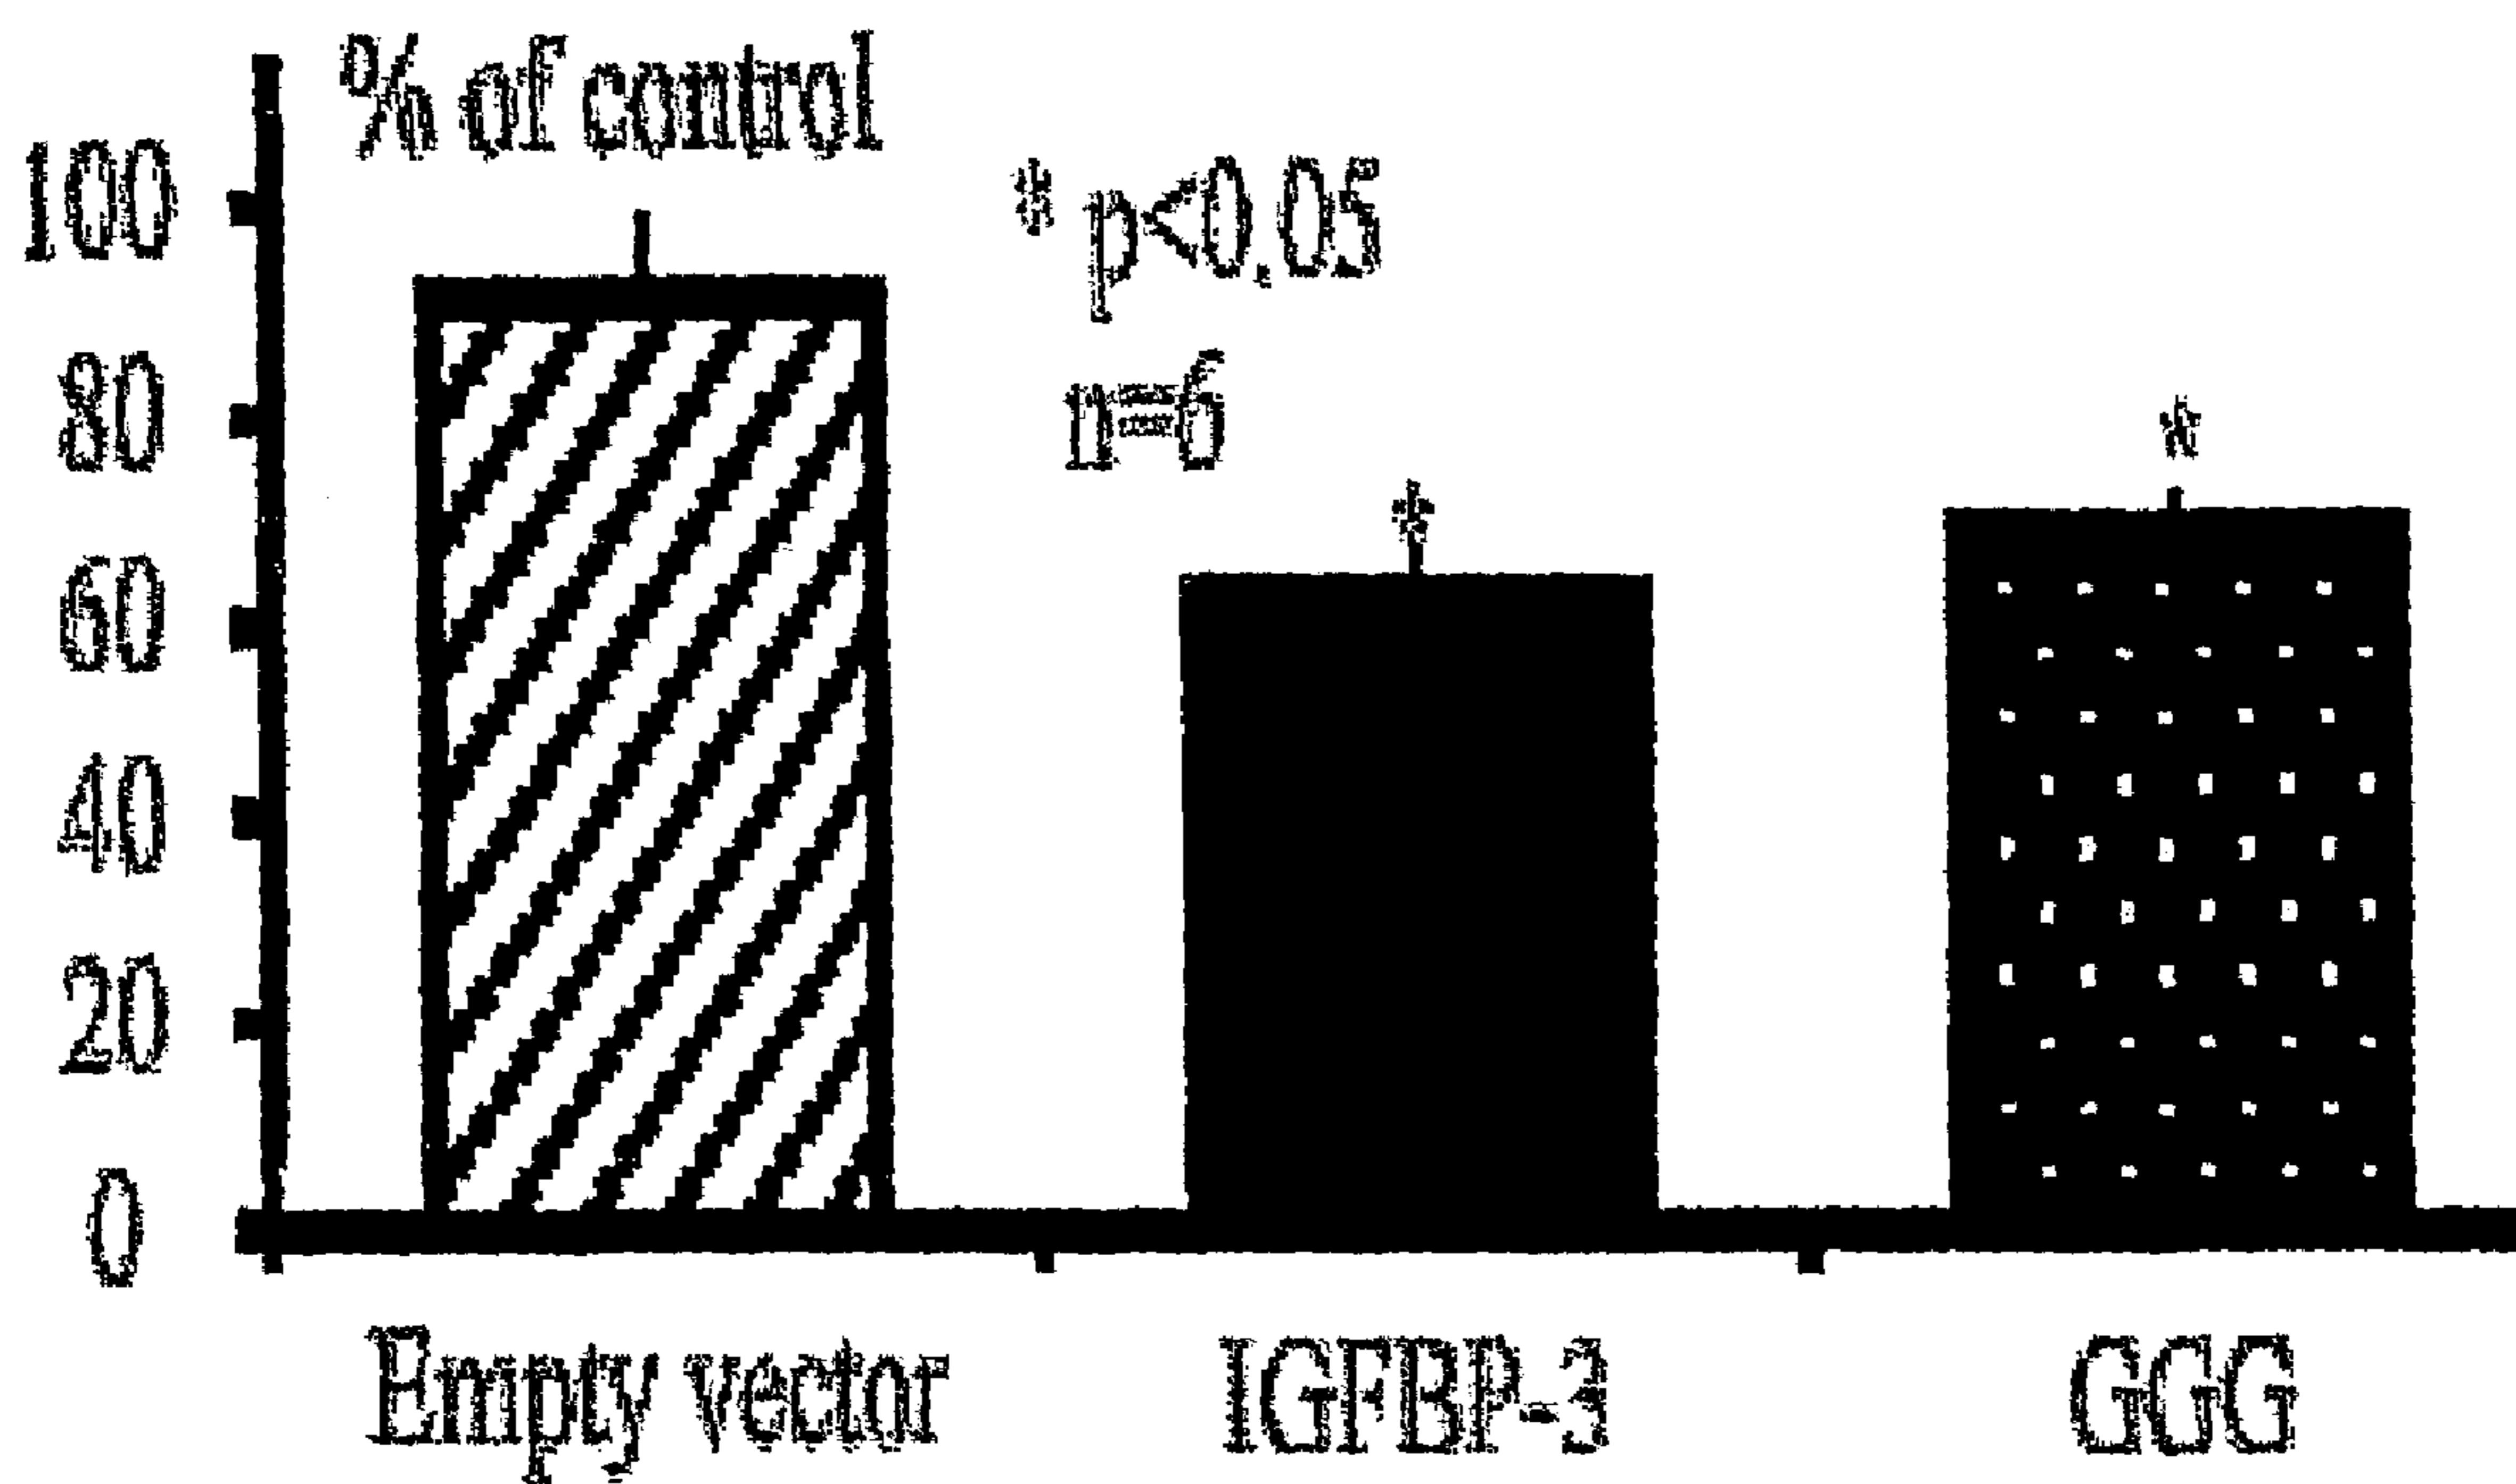 % of control
100
* p<0.05
80
n=6
*
*
60
40
20
0
Empty vector IGFBP-3 GGG